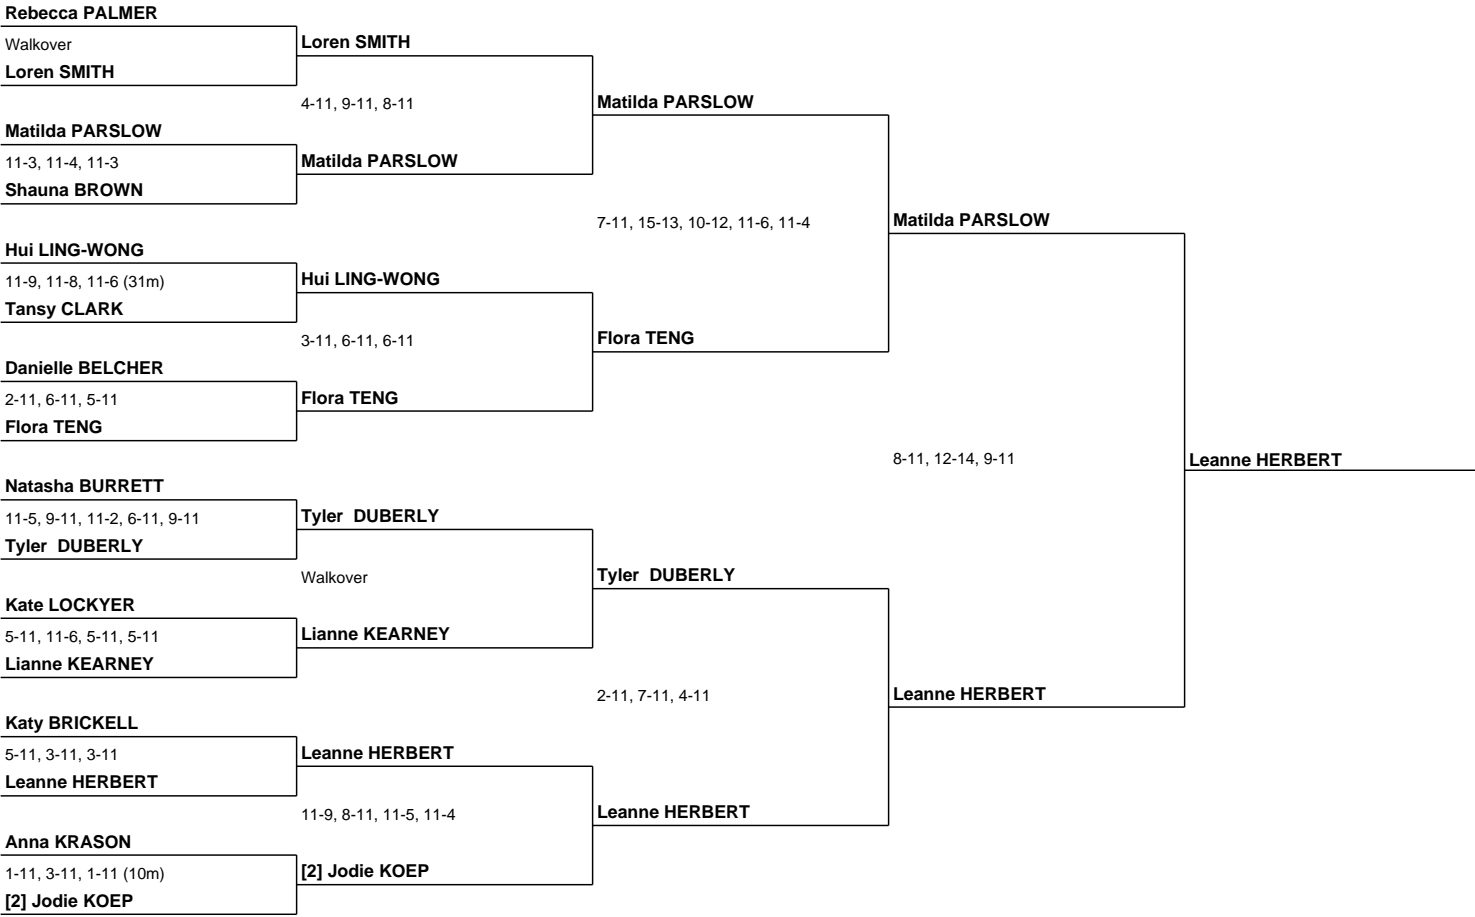 Rebecca PALMER
Walkover
Loren SMITH
Matilda PARSLOW
11-3, 11-4, 11-3
Shauna BROWN
Hui LING-WONG
11-9, 11-8, 11-6 (31m)
Tansy CLARK
Danielle BELCHER
2-11, 6-11, 5-11
Flora TENG
Natasha BURRETT
11-5, 9-11, 11-2, 6-11, 9-11
Tyler  DUBERLY
Kate LOCKYER
5-11, 11-6, 5-11, 5-11
Lianne KEARNEY
Katy BRICKELL
5-11, 3-11, 3-11
Leanne HERBERT
Anna KRASON
1-11, 3-11, 1-11 (10m)
[2] Jodie KOEP
Loren SMITH
4-11, 9-11, 8-11
Matilda PARSLOW
Hui LING-WONG
3-11, 6-11, 6-11
Flora TENG
Tyler  DUBERLY
Walkover
Lianne KEARNEY
Leanne HERBERT
11-9, 8-11, 11-5, 11-4
[2] Jodie KOEP
Matilda PARSLOW
7-11, 15-13, 10-12, 11-6, 11-4
Flora TENG
Tyler  DUBERLY
2-11, 7-11, 4-11
Leanne HERBERT
Matilda PARSLOW
8-11, 12-14, 9-11
Leanne HERBERT
Leanne HERBERT